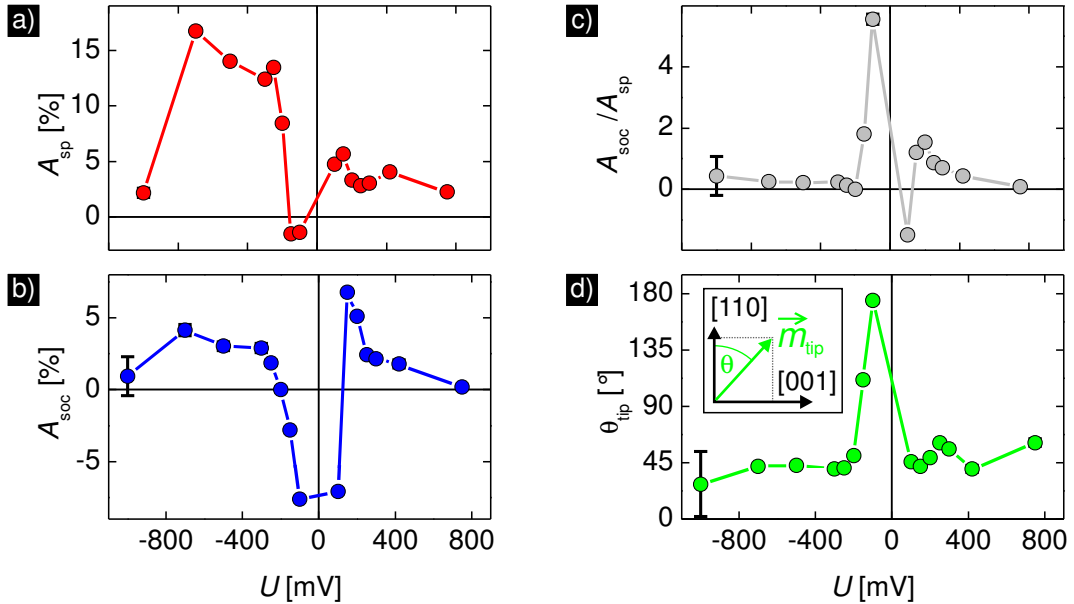 a)
A_sp [%]
15
10
5
0
b)
A_soc [%]
5
0
-5
-800 -400 0 400 800
U [mV]
c)
A_soc / A_sp
4
2
0
d)
θ_tip [ º]
180
135
90
45
0
[110]
m_tip
θ
[001]
-800 -400 0 400 800
U [mV]